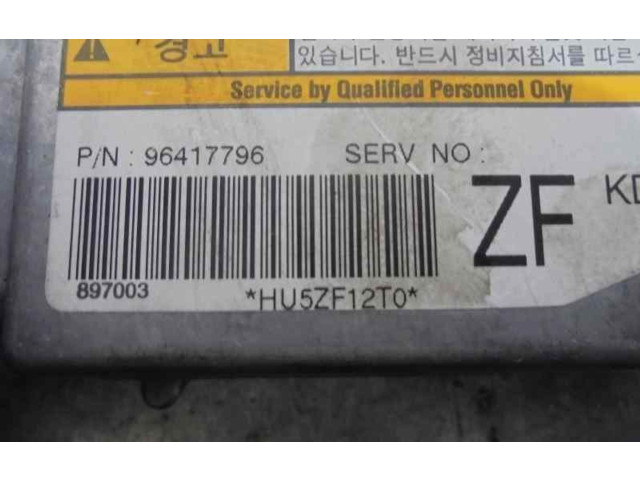 경고
있습니다. 반드시 정비지침서를 따르
Service by Qualified Personnel Only
P/N : 96417796 SERV NO :
ZF KD
897003
*HU5ZF12T0*